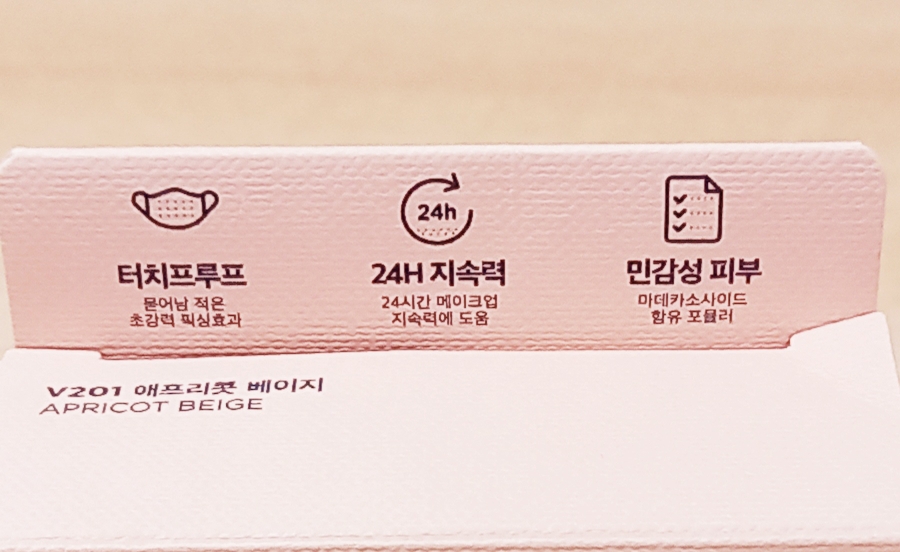 24h
터치프루프
묻어남 적은
초강력 픽싱효과
24H 지속력
24시간 메이크업
지속력에 도움
민감성 피부
마데카소사이드
함유 포뮬러
V201 애프리콧 베이지
APRICOT BEIGE